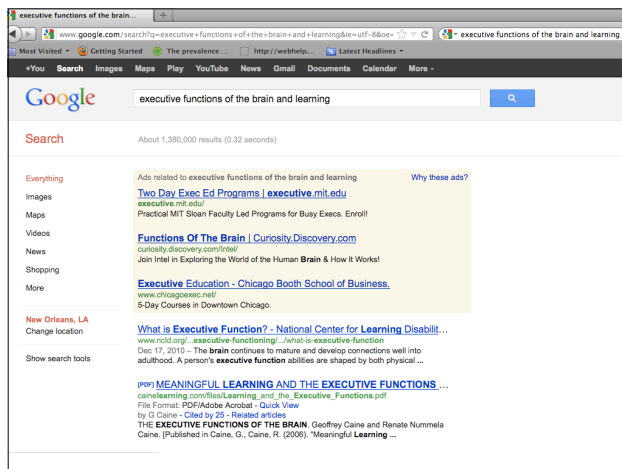 executive functions of the brain...
www.google.com/search?q=executive+functions+of+the+brain+and+learning&ie=utf-8&oe=
executive functions of the brain and learning
Most Visited
Getting Started
The prevalence ...
http://webhelp...
Latest Headlines
+You Search Images Maps Play YouTube News Gmail Documents Calendar More
Google
executive functions of the brain and learning
Search
About 1,380,000 results (0.32 seconds)
Everything
Images
Maps
Videos
News
Shopping
More
New Orleans, LA
Change location
Show search tools
Ads related to executive functions of the brain and learning
Why these ads?
Two Day Exec Ed Programs | executive.mit.edu
executive.mit.edu/
Practical MIT Sloan Faculty Led Programs for Busy Execs. Enroll!
Functions Of The Brain | Curiosity.Discovery.com
curiosity.discovery.com/Intel/
Join Intel in Exploring the World of the Human Brain & How It Works!
Executive Education - Chicago Booth School of Business.
www.chicagoexec.net/
5-Day Courses in Downtown Chicago.
What is Executive Function? - National Center for Learning Disabilit...
www.ncld.org/...executive-functioning/.../what-is-executive-function
Dec 17, 2010 – The brain continues to mature and develop connections well into
adulthood. A person's executive function abilities are shaped by both physical ...
[PDF] MEANINGFUL LEARNING AND THE EXECUTIVE FUNCTIONS ...
cainelearning.com/files/Learning_and_the_Executive_Functions.pdf
File Format: PDF/Adobe Acrobat - Quick View
by G Caine - Cited by 25 - Related articles
THE EXECUTIVE FUNCTIONS OF THE BRAIN. Geoffrey Caine and Renate Nummela
Caine. [Published in Caine, G., Caine, R. (2006). "Meaningful Learning ...